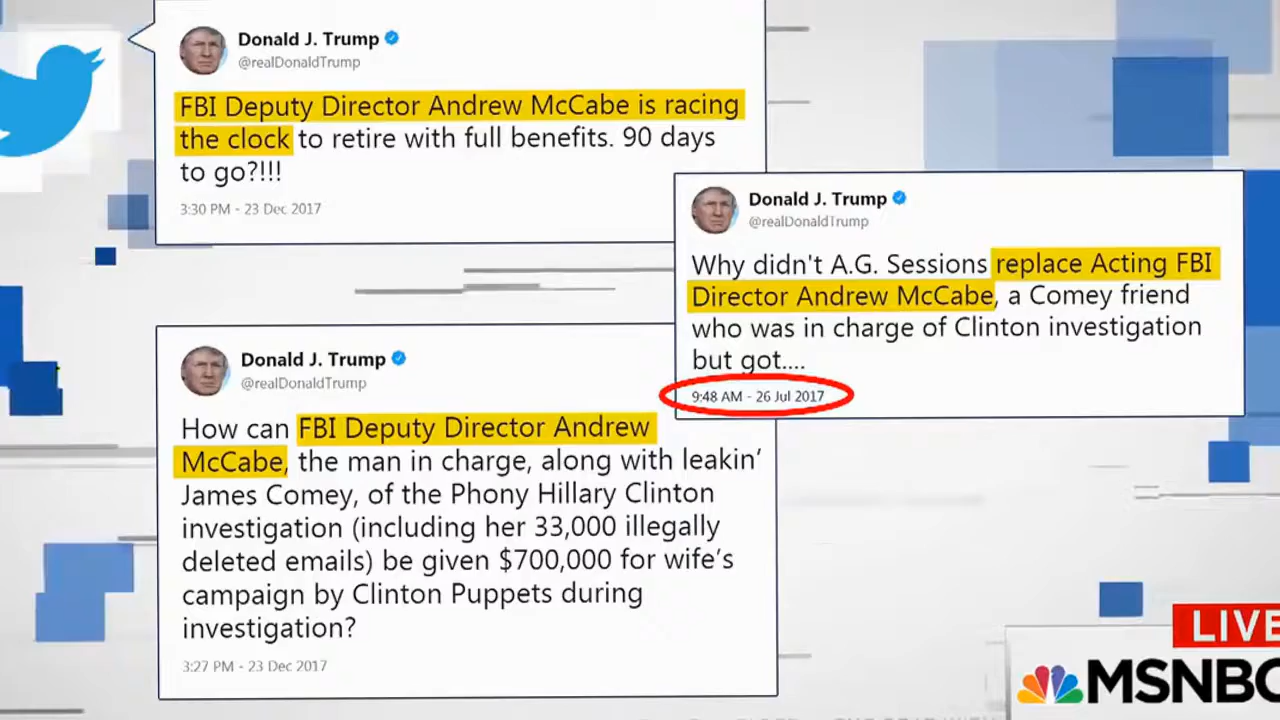 Donald J. Trump
@realDonaldTrump
FBI Deputy Director Andrew McCabe is racing
the clock to retire with full benefits. 90 days
to go?!!!
3:30 PM - 23 Dec 2017
Donald J. Trump
@realDonaldTrump
Why didn't A.G. Sessions replace Acting FBI
Director Andrew McCabe, a Comey friend
who was in charge of Clinton investigation
but got....
9:48 AM - 26 Jul 2017
Donald J. Trump
@realDonaldTrump
How can FBI Deputy Director Andrew
McCabe, the man in charge, along with leakin’
James Comey, of the Phony Hillary Clinton
investigation (including her 33,000 illegally
deleted emails) be given $700,000 for wife’s
campaign by Clinton Puppets during
investigation?
3:27 PM - 23 Dec 2017
LIVE
MSNBC